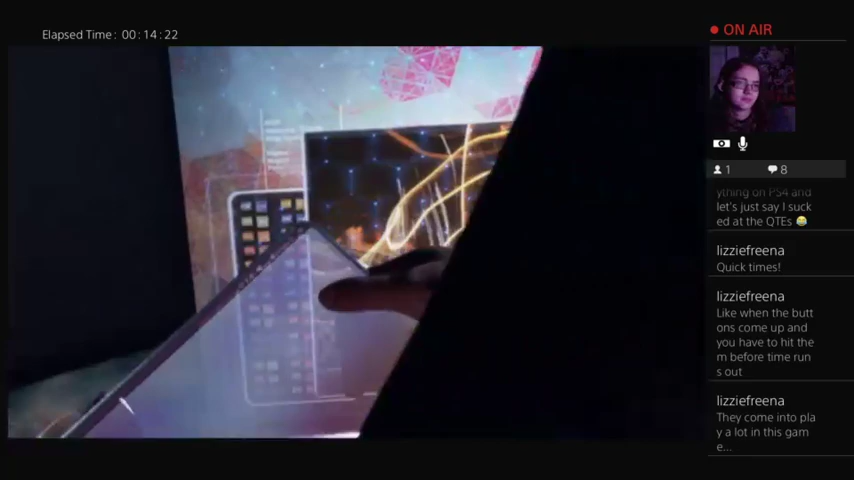 Elapsed Time: 00:14:22
ON AIR
1
8
ything on PS4 and
let's just say I suck
ed at the QTEs 😂
lizziefreena
Quick times!
lizziefreena
Like when the butt
ons come up and
you have to hit the
m before time run
s out
lizziefreena
They come into pla
y a lot in this gam
e...